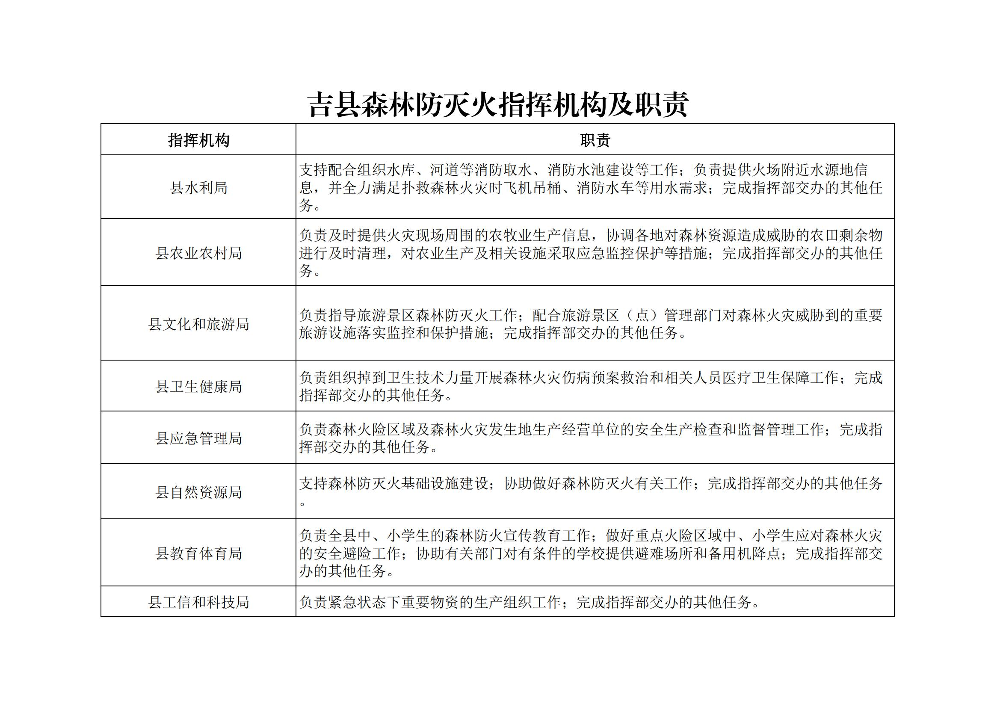 吉县森林防灭火指挥机构及职责
指挥机构
职责
县水利局
支持配合组织水库、河道等消防取水、消防水池建设等工作；负责提供火场附近水源地信
息，并全力满足扑救森林火灾时飞机吊桶、消防水车等用水需求；完成指挥部交办的其他任
务。
县农业农村局
负责及时提供火灾现场周围的农牧业生产信息，协调各地对森林资源造成威胁的农田剩余物
进行及时清理，对农业生产及相关设施采取应急监控保护等措施；完成指挥部交办的其他任
务。
县文化和旅游局
负责指导旅游景区森林防灭火工作；配合旅游景区（点）管理部门对森林火灾威胁到的重要
旅游设施落实监控和保护措施；完成指挥部交办的其他任务。
县卫生健康局
负责组织掉到卫生技术力量开展森林火灾伤病预案救治和相关人员医疗卫生保障工作；完成
指挥部交办的其他任务。
县应急管理局
负责森林火险区域及森林火灾发生地生产经营单位的安全生产检查和监督管理工作；完成指
挥部交办的其他任务。
县自然资源局
支持森林防灭火基础设施建设；协助做好森林防灭火有关工作；完成指挥部交办的其他任务
。
县教育体育局
负责全县中、小学生的森林防火宣传教育工作；做好重点火险区域中、小学生应对森林火灾
的安全避险工作；协助有关部门对有条件的学校提供避难场所和备用机降点；完成指挥部交
办的其他任务。
县工信和科技局
负责紧急状态下重要物资的生产组织工作；完成指挥部交办的其他任务。